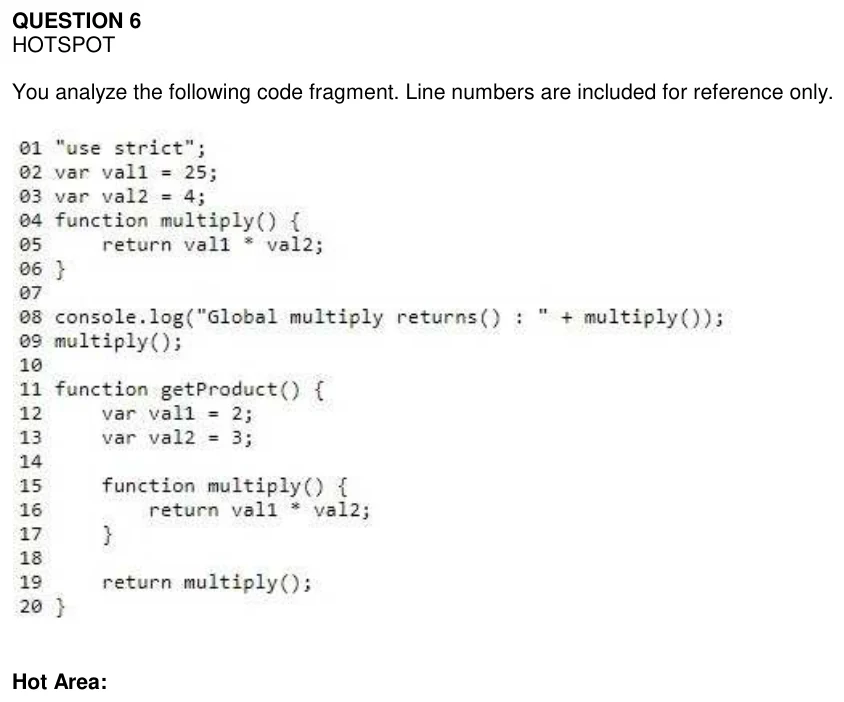 QUESTION 6
HOTSPOT
You analyze the following code fragment. Line numbers are included for reference only.
01 "use strict";
02 var val1 = 25;
03 var val2 = 4;
04 function multiply() {
05     return val1 * val2;
06 }
07
08 console.log("Global multiply returns() : " + multiply());
09 multiply();
10
11 function getProduct() {
12     var val1 = 2;
13     var val2 = 3;
14
15     function multiply() {
16         return val1 * val2;
17     }
18
19     return multiply();
20 }
Hot Area: